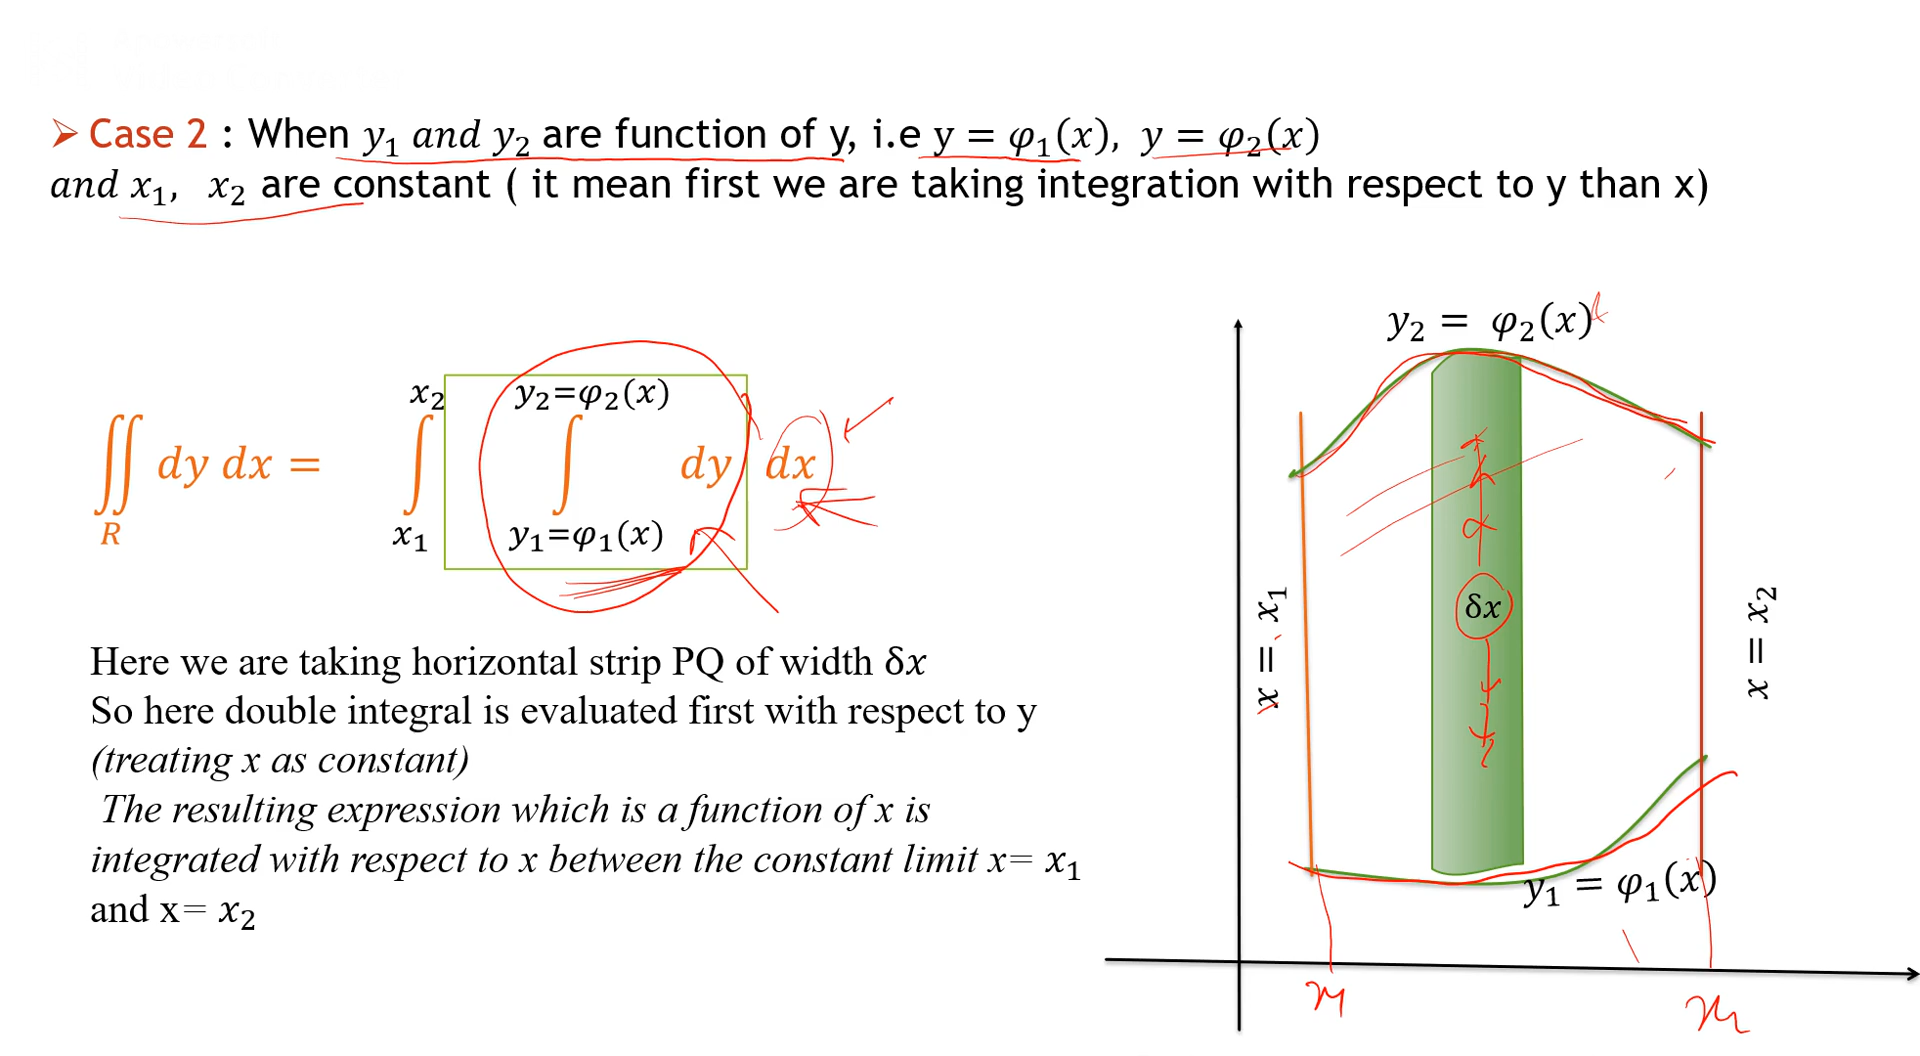 ➢ Case 2 : When y₁ and y₂ are function of y, i.e y = φ₁(x), y = φ₂(x)
and x₁, x₂ are constant ( it mean first we are taking integration with respect to y than x)
∬_R dy dx = ∫_{x₁}^{x₂} ∫_{y₁=φ₁(x)}^{y₂=φ₂(x)} dy dx
Here we are taking horizontal strip PQ of width δx
So here double integral is evaluated first with respect to y
(treating x as constant)
The resulting expression which is a function of x is
integrated with respect to x between the constant limit x= x₁
and x= x₂
y₂ = φ₂(x)
x = x₁
δx
x = x₂
y₁ = φ₁(x)
x₁
x₂